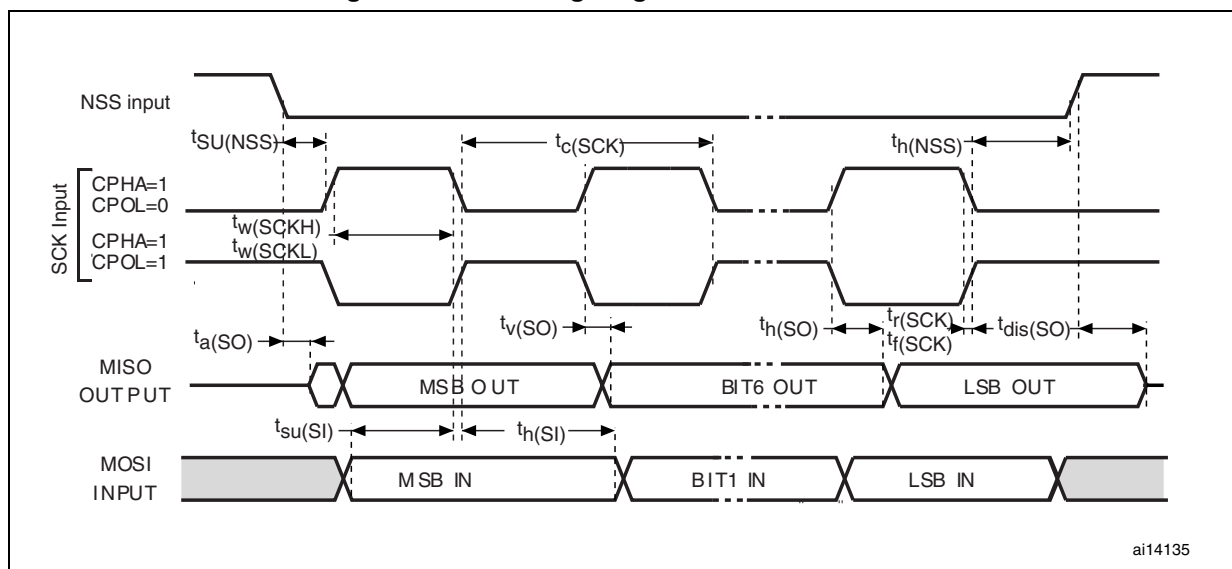 NSS input
tSU(NSS)
tc(SCK)
th(NSS)
SCK Input
CPHA=1
CPOL=0
tw(SCKH)
tw(SCKL)
CPHA=1
CPOL=1
ta(SO)
tv(SO)
th(SO)
tr(SCK)
tf(SCK)
tdis(SO)
MISO
OUTPUT
MSB OUT
BIT6 OUT
LSB OUT
tsu(SI)
th(SI)
MOSI
INPUT
MSB IN
BIT1 IN
LSB IN
ai14135